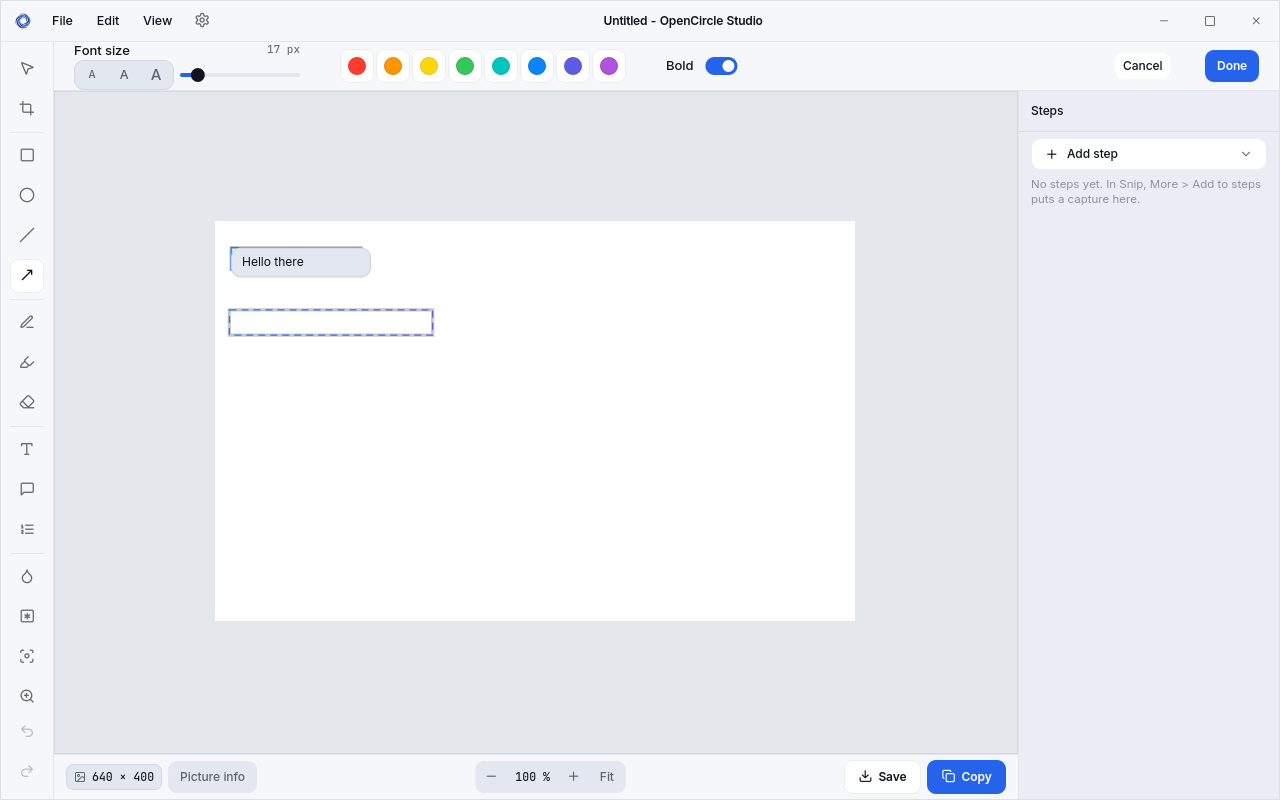 File Edit View Untitled - OpenCircle Studio
Font size 17 px
A A A Bold Cancel Done
Steps
Add step
No steps yet. In Snip, More > Add to steps
puts a capture here.
Hello there
640 × 400 Picture info 100 % Fit Save Copy